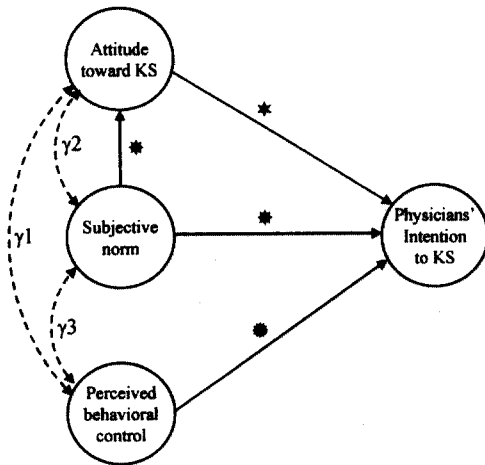 Attitude
toward KS
γ2
Subjective
norm
Physicians'
Intention
to KS
γ1
γ3
Perceived
behavioral
control